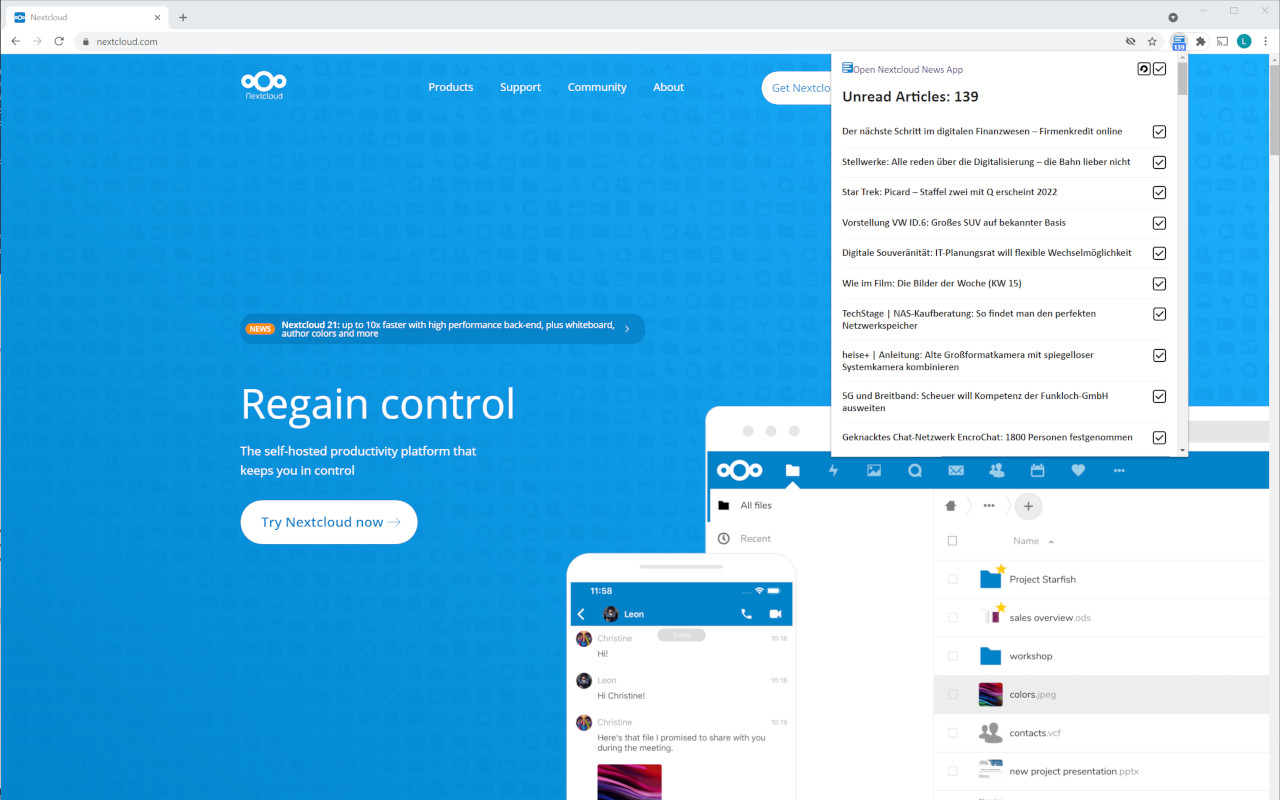 Nextcloud
nextcloud.com
139
L
Nextcloud
Products
Support
Community
About
Get Nextclo
Open Nextcloud News App
Unread Articles: 139
Der nächste Schritt im digitalen Finanzwesen – Firmenkredit online
Stellwerke: Alle reden über die Digitalisierung – die Bahn lieber nicht
Star Trek: Picard – Staffel zwei mit Q erscheint 2022
Vorstellung VW ID.6: Großes SUV auf bekannter Basis
Digitale Souveränität: IT-Planungsrat will flexible Wechselmöglichkeit
Wie im Film: Die Bilder der Woche (KW 15)
TechStage | NAS-Kaufberatung: So findet man den perfekten
Netzwerkspeicher
heise+ | Anleitung: Alte Großformatkamera mit spiegelloser
Systemkamera kombinieren
5G und Breitband: Scheuer will Kompetenz der Funkloch-GmbH
ausweiten
Geknacktes Chat-Netzwerk EncroChat: 1800 Personen festgenommen
NEWS
Nextcloud 21: up to 10x faster with high performance back-end, plus whiteboard,
author colors and more
Regain control
The self-hosted productivity platform that
keeps you in control
Try Nextcloud now
All files
Recent
Name
Project Starfish
sales overview.ods
workshop
colors.jpeg
contacts.vcf
new project presentation.pptx
11:58
Leon
Today
Christine
10:18
Hi!
Leon
10:18
Hi Christine!
Christine
10:19
Here's that file I promised to share with you
during the meeting.